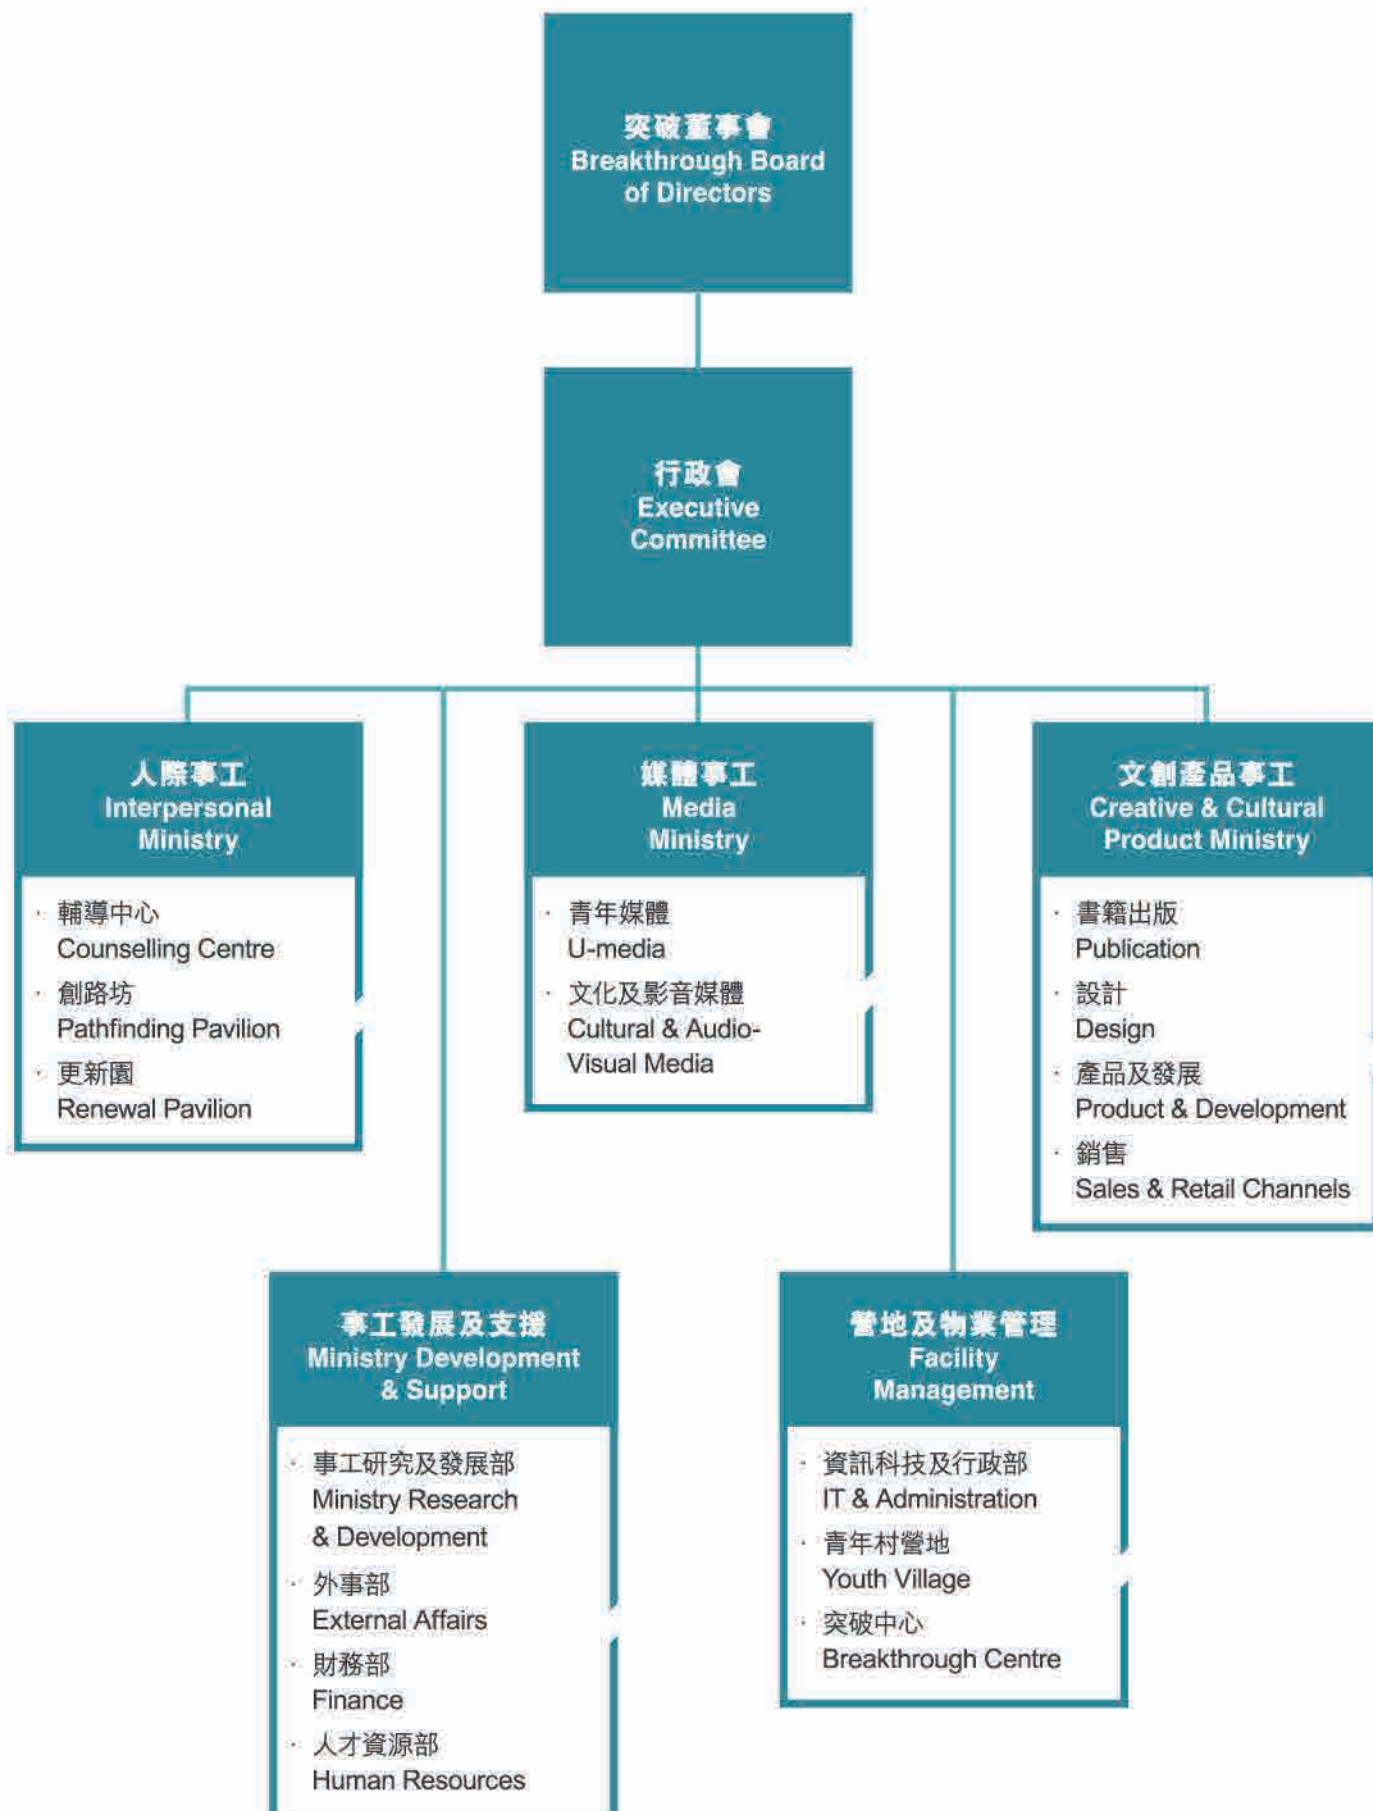 突破董事會
Breakthrough Board
of Directors
行政會
Executive
Committee
人際事工
Interpersonal
Ministry
· 輔導中心
Counselling Centre
· 創路坊
Pathfinding Pavilion
· 更新園
Renewal Pavilion
媒體事工
Media
Ministry
· 青年媒體
U-media
· 文化及影音媒體
Cultural & Audio-
Visual Media
文創產品事工
Creative & Cultural
Product Ministry
· 書籍出版
Publication
· 設計
Design
· 產品及發展
Product & Development
· 銷售
Sales & Retail Channels
事工發展及支援
Ministry Development
& Support
· 事工研究及發展部
Ministry Research
& Development
· 外事部
External Affairs
· 財務部
Finance
· 人才資源部
Human Resources
營地及物業管理
Facility
Management
· 資訊科技及行政部
IT & Administration
· 青年村營地
Youth Village
· 突破中心
Breakthrough Centre